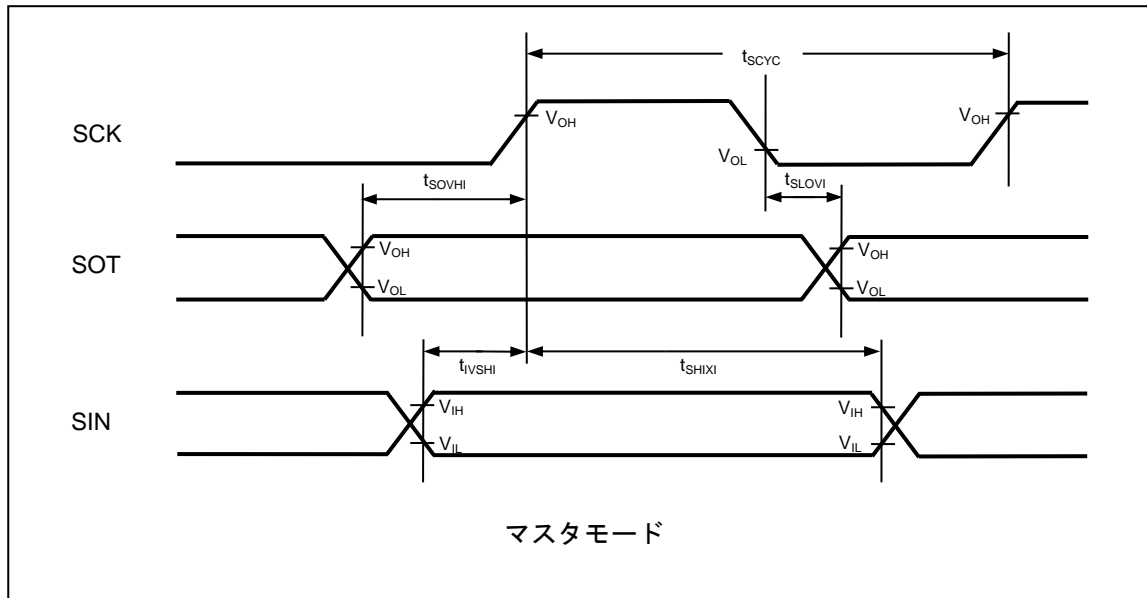 tSCYC
SCK
VOH
VOH
VOL
tSOVHI
tSLOVI
SOT
VOH
VOH
VOL
VOL
tIVSHI
tSHIXI
SIN
VIH
VIH
VIL
VIL
マスタモード